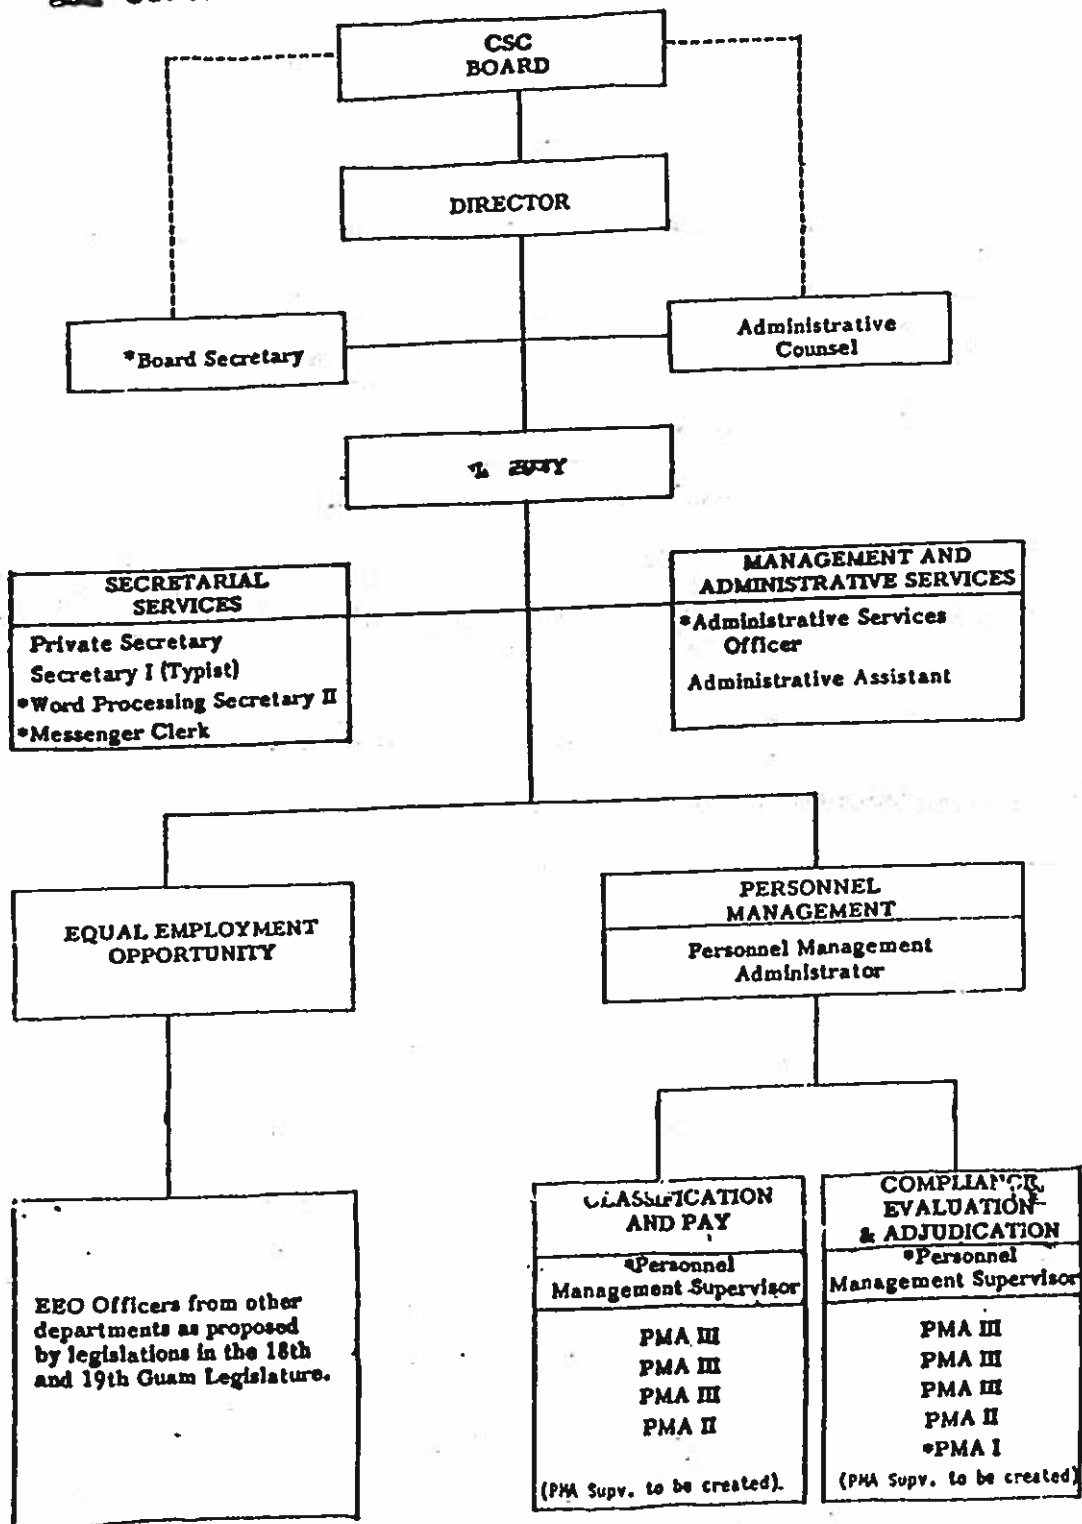 CSC
BOARD
DIRECTOR
*Board Secretary
Administrative
Counsel
SECRETARIAL
SERVICES
Private Secretary
Secretary I (Typist)
*Word Processing Secretary II
*Messenger Clerk
MANAGEMENT AND
ADMINISTRATIVE SERVICES
*Administrative Services
Officer
Administrative Assistant
EQUAL EMPLOYMENT
OPPORTUNITY
PERSONNEL
MANAGEMENT
Personnel Management
Administrator
EEO Officers from other
departments as proposed
by legislations in the 18th
and 19th Guam Legislature.
CLASSIFICATION
AND PAY
*Personnel
Management Supervisor
PMA III
PMA III
PMA III
PMA II
(PMA Supv. to be created).
COMPLIANCE,
EVALUATION
& ADJUDICATION
*Personnel
Management Supervisor
PMA III
PMA III
PMA III
PMA II
*PMA I
(PMA Supv. to be created)